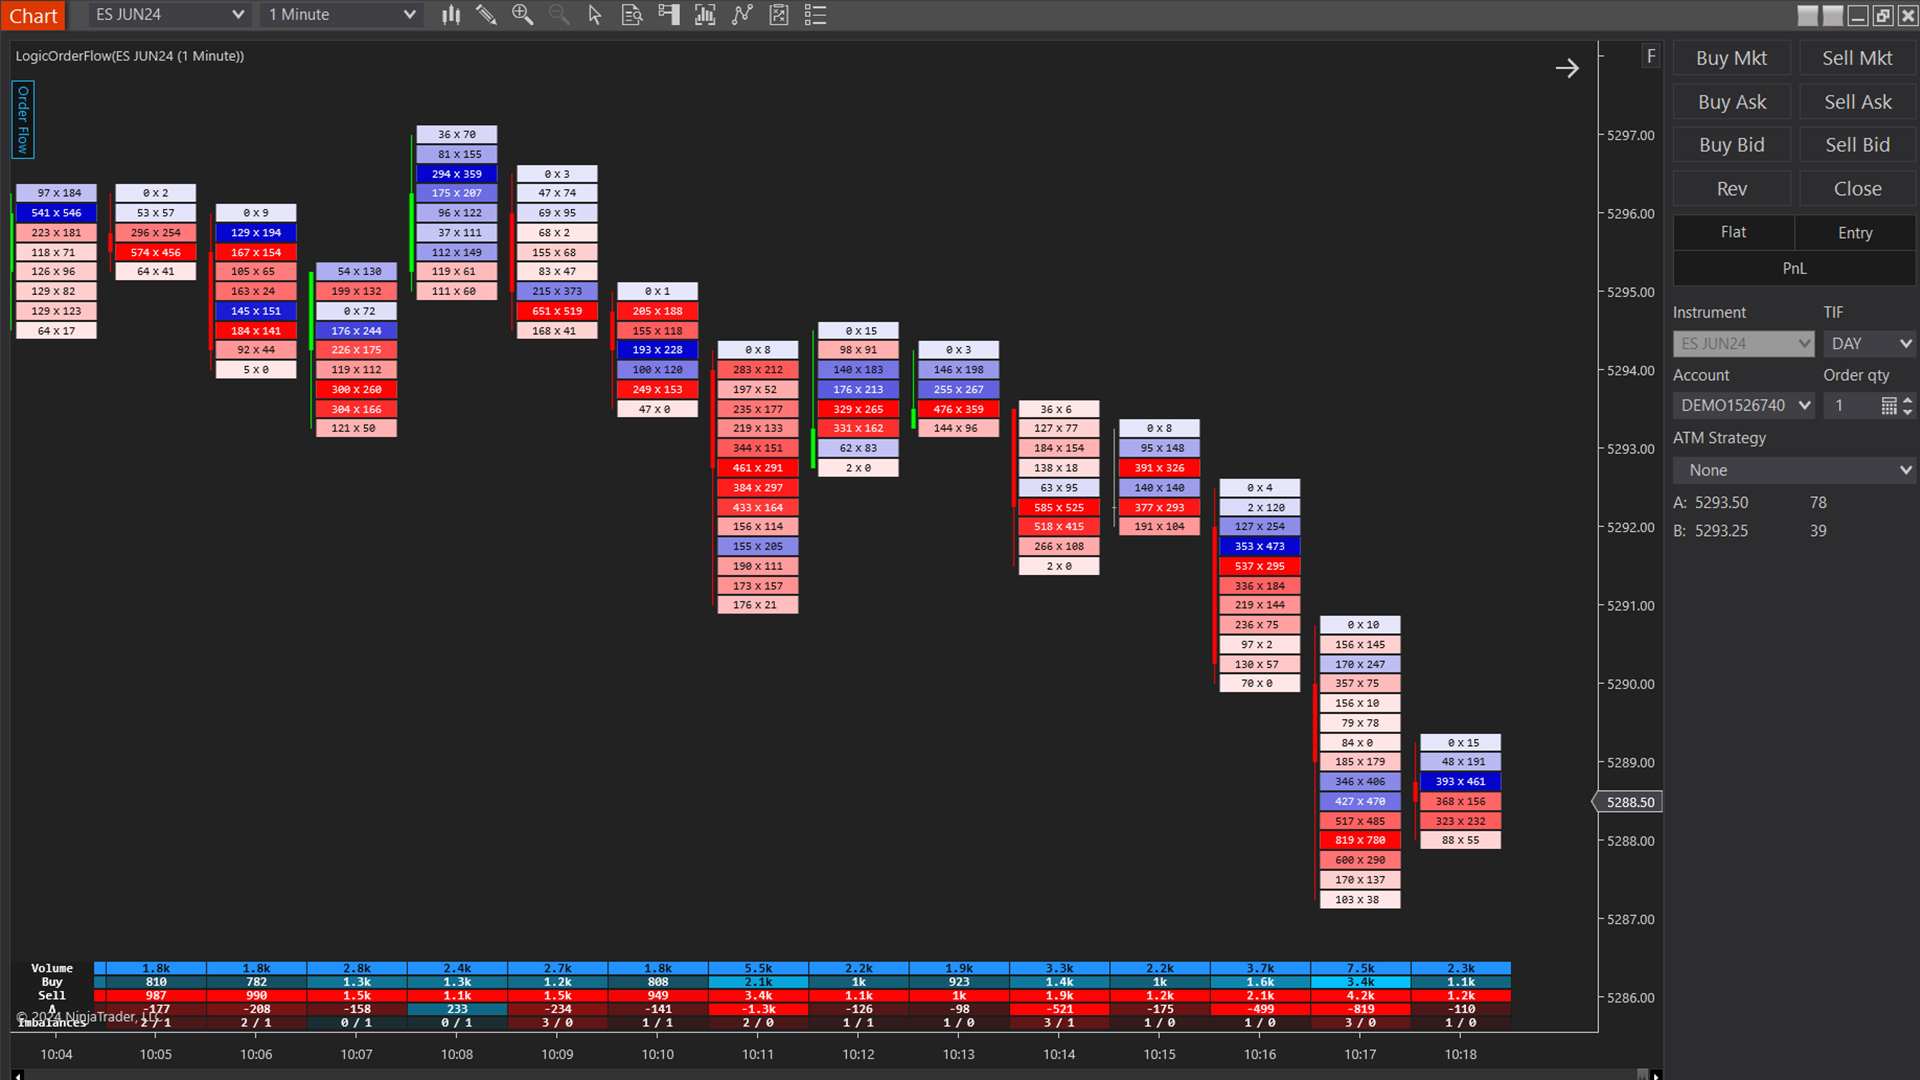 Chart ES JUN24 1 Minute
LogicOrderFlow(ES JUN24 (1 Minute))
F
Order Flow
97 x 184
541 x 546
223 x 181
118 x 71
126 x 96
129 x 82
129 x 123
64 x 17
0 x 2
53 x 57
296 x 254
574 x 456
64 x 41
0 x 9
129 x 194
167 x 154
105 x 65
163 x 24
145 x 151
184 x 141
92 x 44
5 x 0
54 x 130
199 x 132
0 x 72
176 x 244
226 x 175
119 x 112
300 x 260
304 x 166
121 x 50
36 x 70
81 x 155
294 x 359
175 x 207
96 x 122
37 x 111
112 x 149
119 x 61
111 x 60
0 x 3
47 x 74
69 x 95
68 x 2
155 x 68
83 x 47
215 x 373
651 x 519
168 x 41
0 x 1
205 x 188
155 x 118
193 x 228
100 x 120
249 x 153
47 x 0
0 x 8
283 x 212
197 x 52
235 x 177
219 x 133
344 x 151
461 x 291
384 x 297
433 x 164
156 x 114
155 x 205
190 x 111
173 x 157
176 x 21
0 x 15
98 x 91
140 x 183
176 x 213
329 x 265
331 x 162
62 x 83
2 x 0
0 x 3
146 x 198
255 x 267
476 x 359
144 x 96
36 x 6
127 x 77
184 x 154
138 x 18
63 x 95
585 x 525
518 x 415
266 x 108
2 x 0
0 x 8
95 x 148
391 x 326
140 x 140
377 x 293
191 x 104
0 x 4
2 x 120
127 x 254
353 x 473
537 x 295
336 x 184
219 x 144
236 x 75
97 x 2
130 x 57
70 x 0
0 x 10
156 x 145
170 x 247
357 x 75
156 x 10
79 x 78
84 x 0
185 x 179
346 x 406
427 x 470
517 x 485
819 x 780
600 x 290
170 x 137
103 x 38
0 x 15
48 x 191
393 x 461
368 x 156
323 x 232
88 x 55
5297.00
5296.00
5295.00
5294.00
5293.00
5292.00
5291.00
5290.00
5289.00
5288.50
5288.00
5287.00
5286.00
Volume 1.8k 1.8k 2.8k 2.4k 2.7k 1.8k 5.5k 2.2k 1.9k 3.3k 2.2k 3.7k 7.5k 2.3k
Buy 810 782 1.3k 1.3k 1.2k 808 2.1k 1k 923 1.4k 1k 1.6k 3.4k 1.1k
Sell 987 990 1.5k 1.1k 1.5k 949 3.4k 1.1k 1k 1.9k 1.2k 2.1k 4.2k 1.2k
Δ -177 -208 -158 233 -234 -141 -1.3k -126 -98 -521 -175 -499 -819 -110
© 2024 NinjaTrader, LLC
Imbalances 2 / 1 2 / 1 0 / 1 0 / 1 3 / 0 1 / 1 2 / 0 1 / 1 1 / 0 3 / 1 1 / 0 1 / 0 3 / 0 1 / 0
10:04 10:05 10:06 10:07 10:08 10:09 10:10 10:11 10:12 10:13 10:14 10:15 10:16 10:17 10:18
Buy Mkt Sell Mkt
Buy Ask Sell Ask
Buy Bid Sell Bid
Rev Close
Flat Entry
PnL
Instrument TIF
ES JUN24 DAY
Account Order qty
DEMO1526740 1
ATM Strategy
None
A: 5293.50 78
B: 5293.25 39